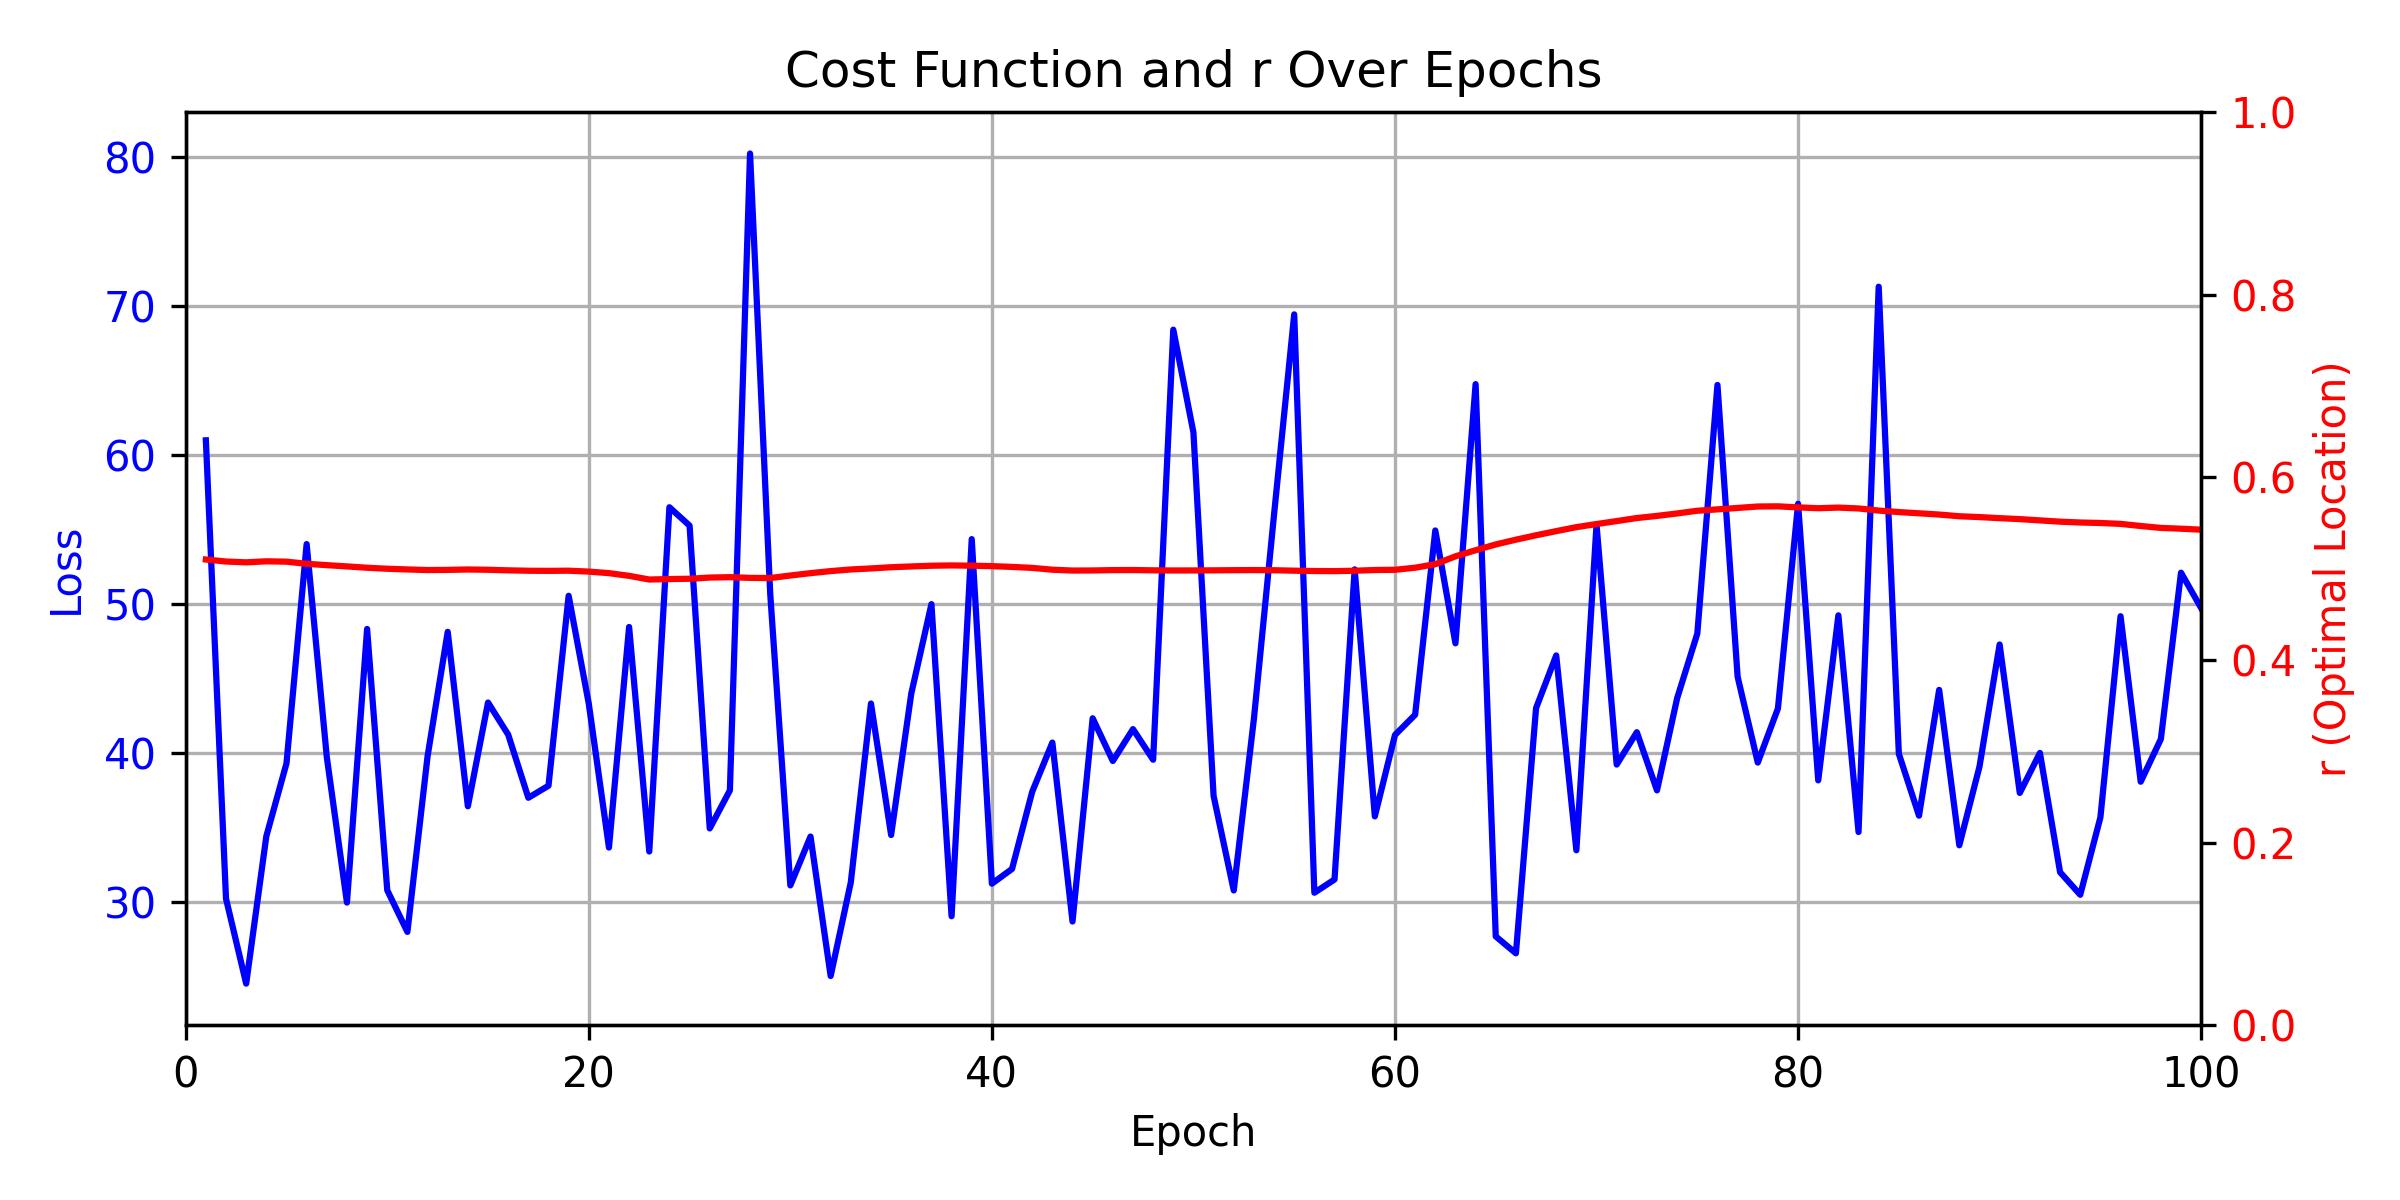 Cost Function and r Over Epochs
Loss
80
70
60
50
40
30
1.0
0.8
0.6
0.4
0.2
0.0
r (Optimal Location)
0 20 40 60 80 100
Epoch